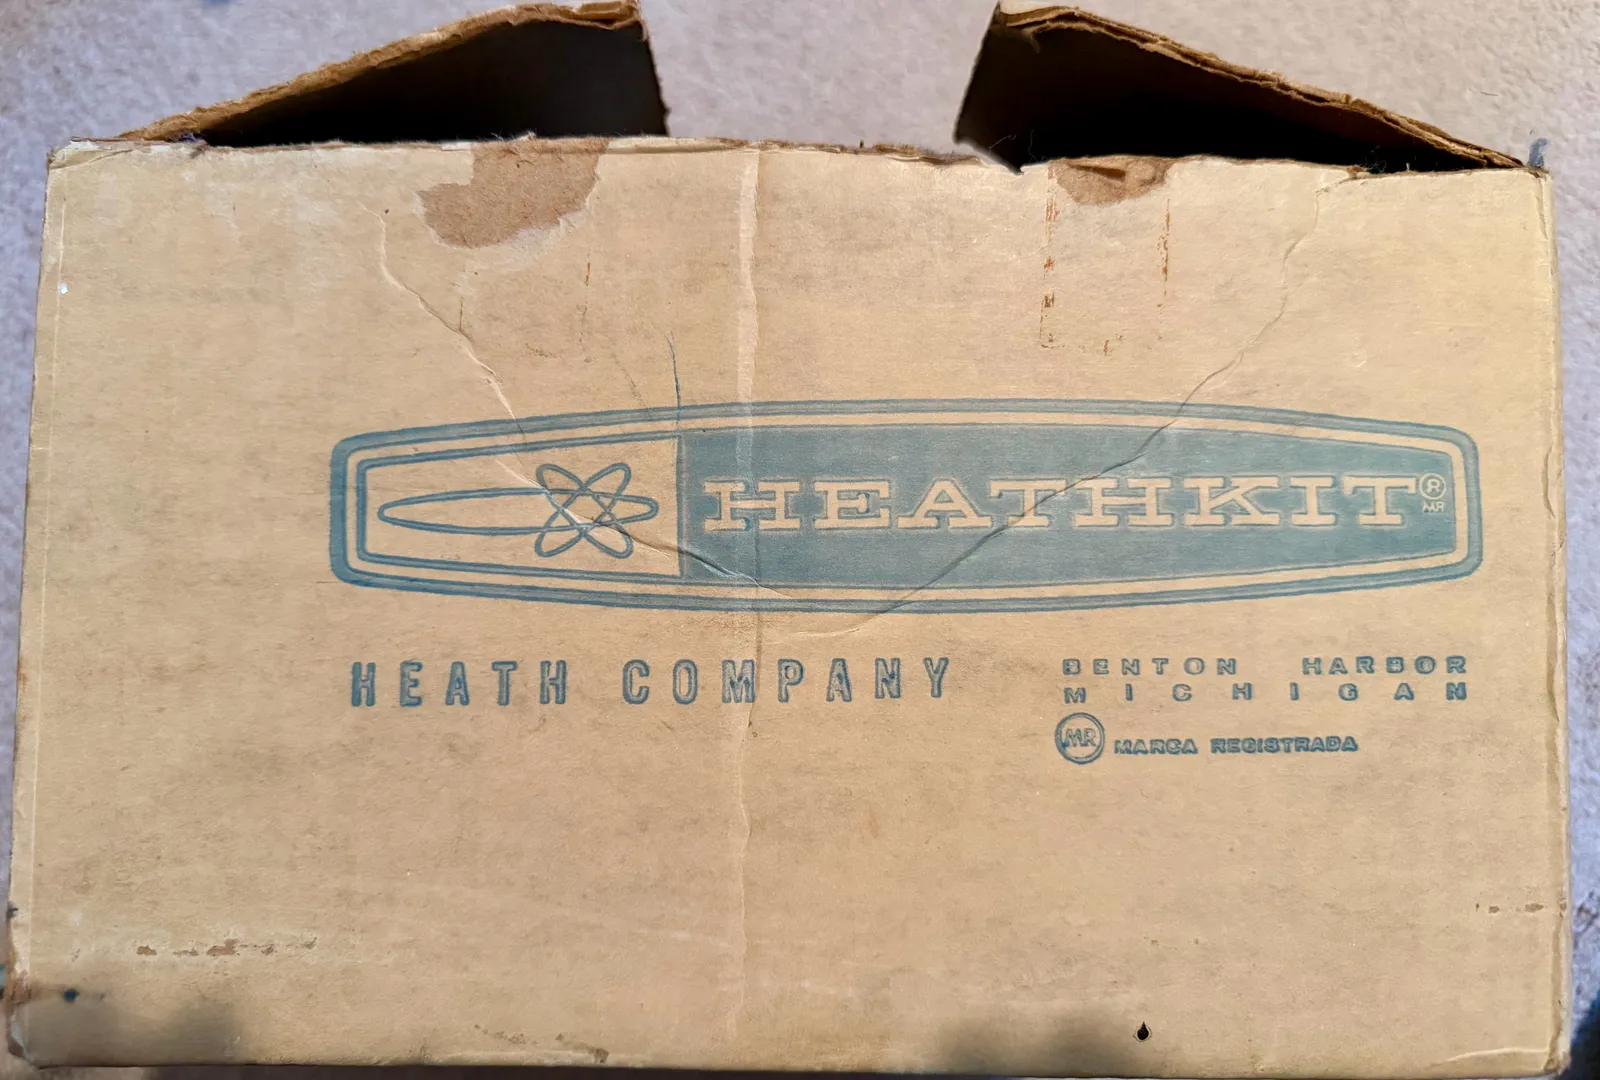 HEATHKIT®
MR
HEATH COMPANY
BENTON HARBOR
MICHIGAN
MR MARCA REGISTRADA